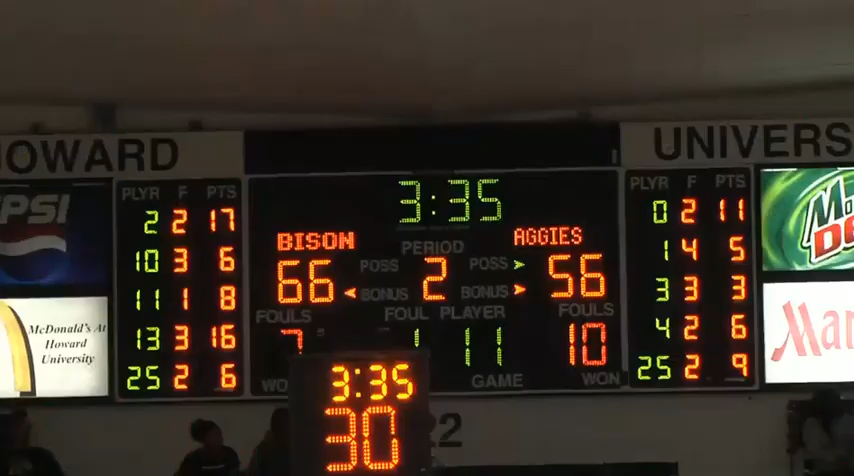 HOWARD UNIVERS
PEPSI
McDonald's At
Howard
University
PLYR F PTS
2 2 17
10 3 6
11 1 8
13 3 16
25 2 6
3:35
BISON AGGIES
PERIOD
66 POSS 2 POSS 56
BONUS BONUS
FOULS FOUL PLAYER FOULS
7 1 11 10
GAME WON
3:35
30
PLYR F PTS
0 2 11
1 4 5
3 3 3
4 2 6
25 2 9